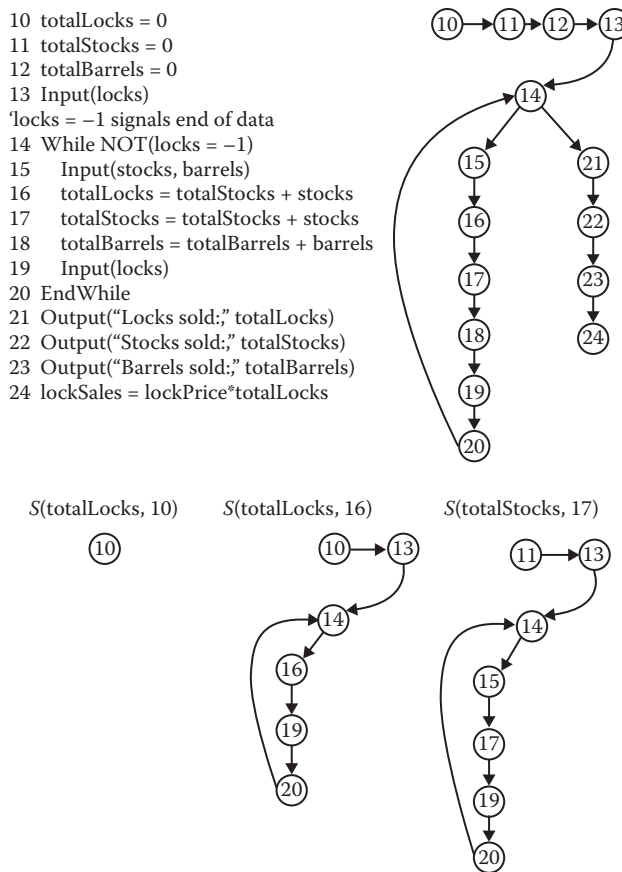 10 totalLocks = 0
11 totalStocks = 0
12 totalBarrels = 0
13 Input(locks)
‘locks = −1 signals end of data
14 While NOT(locks = −1)
15 Input(stocks, barrels)
16 totalLocks = totalStocks + stocks
17 totalStocks = totalStocks + stocks
18 totalBarrels = totalBarrels + barrels
19 Input(locks)
20 EndWhile
21 Output(“Locks sold:,” totalLocks)
22 Output(“Stocks sold:,” totalStocks)
23 Output(“Barrels sold:,” totalBarrels)
24 lockSales = lockPrice*totalLocks
10 11 12 13
14
15 21
16 22
17 23
18 24
19
20
S(totalLocks, 10) S(totalLocks, 16) S(totalStocks, 17)
10 10 13 11 13
14 14
16 15
19 17
20 19
20